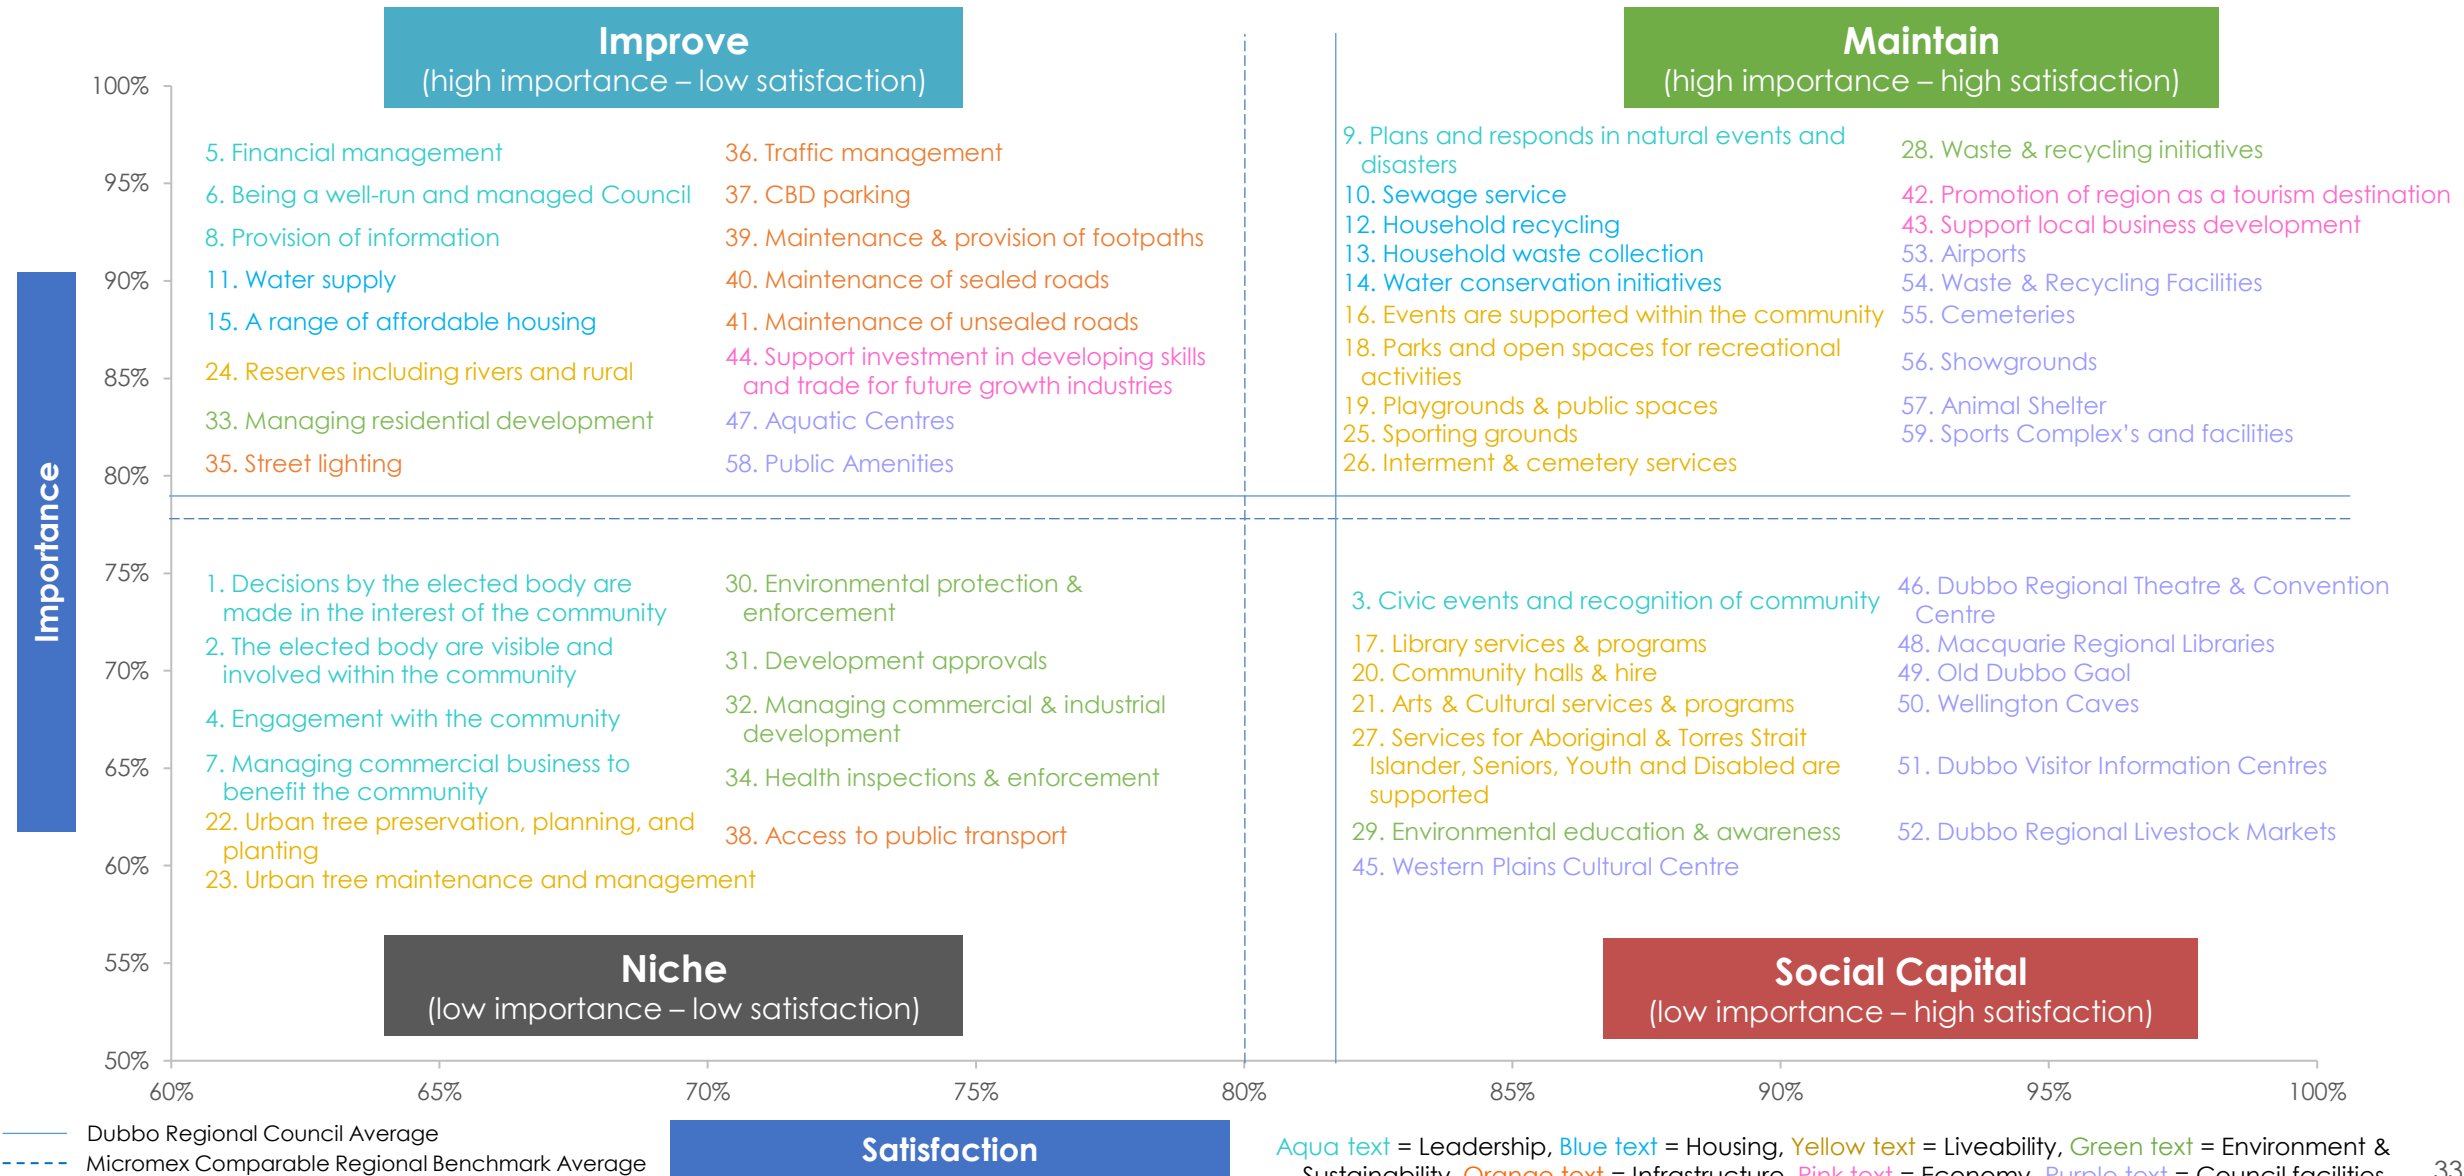 Improve
(high importance – low satisfaction)
Maintain
(high importance – high satisfaction)
100%
95%
90%
85%
80%
75%
70%
65%
60%
55%
50%
Importance
5. Financial management
6. Being a well-run and managed Council
8. Provision of information
11. Water supply
15. A range of affordable housing
24. Reserves including rivers and rural
33. Managing residential development
35. Street lighting
36. Traffic management
37. CBD parking
39. Maintenance & provision of footpaths
40. Maintenance of sealed roads
41. Maintenance of unsealed roads
44. Support investment in developing skills
and trade for future growth industries
47. Aquatic Centres
58. Public Amenities
9. Plans and responds in natural events and
disasters
10. Sewage service
12. Household recycling
13. Household waste collection
14. Water conservation initiatives
16. Events are supported within the community
18. Parks and open spaces for recreational
activities
19. Playgrounds & public spaces
25. Sporting grounds
26. Interment & cemetery services
28. Waste & recycling initiatives
42. Promotion of region as a tourism destination
43. Support local business development
53. Airports
54. Waste & Recycling Facilities
55. Cemeteries
56. Showgrounds
57. Animal Shelter
59. Sports Complex's and facilities
1. Decisions by the elected body are
made in the interest of the community
2. The elected body are visible and
involved within the community
4. Engagement with the community
7. Managing commercial business to
benefit the community
22. Urban tree preservation, planning, and
planting
23. Urban tree maintenance and management
30. Environmental protection &
enforcement
31. Development approvals
32. Managing commercial & industrial
development
34. Health inspections & enforcement
38. Access to public transport
3. Civic events and recognition of community
17. Library services & programs
20. Community halls & hire
21. Arts & Cultural services & programs
27. Services for Aboriginal & Torres Strait
Islander, Seniors, Youth and Disabled are
supported
29. Environmental education & awareness
45. Western Plains Cultural Centre
46. Dubbo Regional Theatre & Convention
Centre
48. Macquarie Regional Libraries
49. Old Dubbo Gaol
50. Wellington Caves
51. Dubbo Visitor Information Centres
52. Dubbo Regional Livestock Markets
Niche
(low importance – low satisfaction)
Social Capital
(low importance – high satisfaction)
60%
65%
70%
75%
80%
85%
90%
95%
100%
Dubbo Regional Council Average
Micromex Comparable Regional Benchmark Average
Satisfaction
Aqua text = Leadership, Blue text = Housing, Yellow text = Liveability, Green text = Environment &
Sustainability, Orange text = Infrastructure, Pink text = Economy, Purple text = Council facilities
33